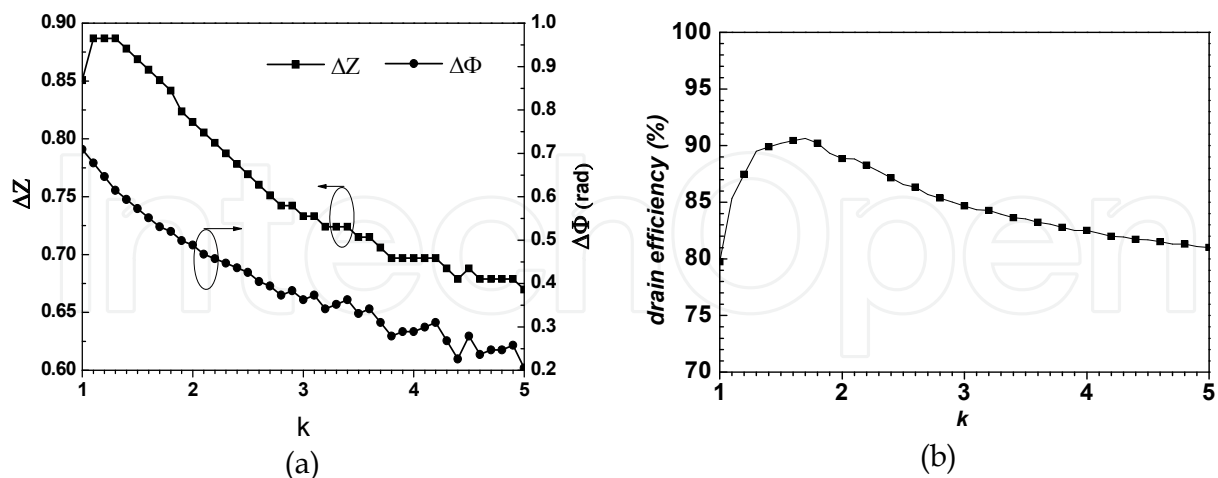 ΔZ
0.90
0.85
0.80
0.75
0.70
0.65
0.60
1.0
0.9
0.8
0.7
0.6
0.5
0.4
0.3
0.2
ΔΦ (rad)
ΔZ ΔΦ
1 2 3 4 5
k
(a)
drain efficiency (%)
100
95
90
85
80
75
70
1 2 3 4 5
k
(b)
IntechOpen